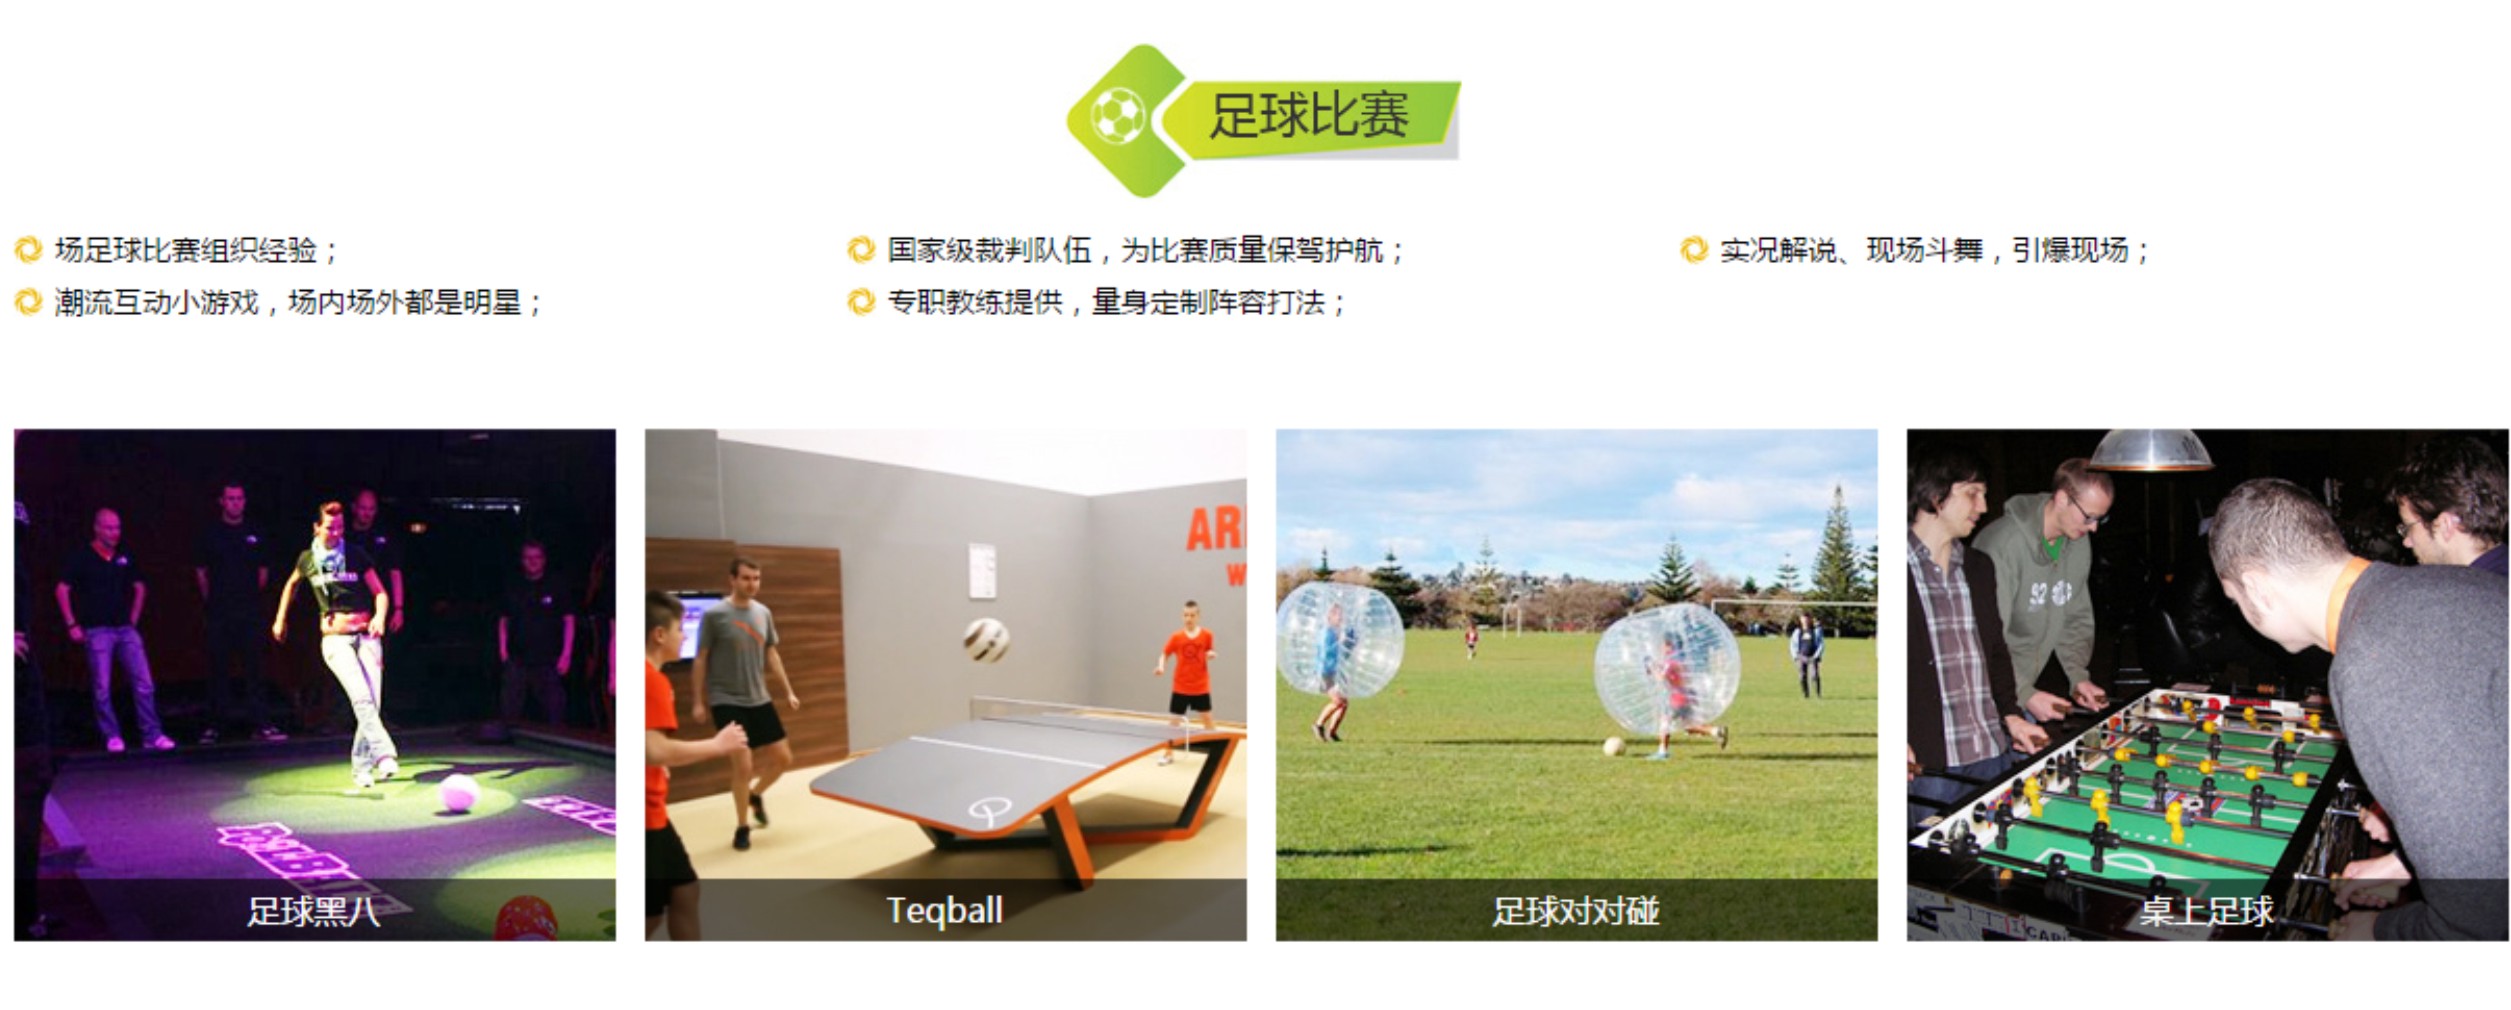 足球比赛
场足球比赛组织经验；
国家级裁判队伍，为比赛质量保驾护航；
实况解说、现场斗舞，引爆现场；
潮流互动小游戏，场内场外都是明星；
专职教练提供，量身定制阵容打法；
AR
W
92
足球黑八
Teqball
足球对对碰
桌上足球